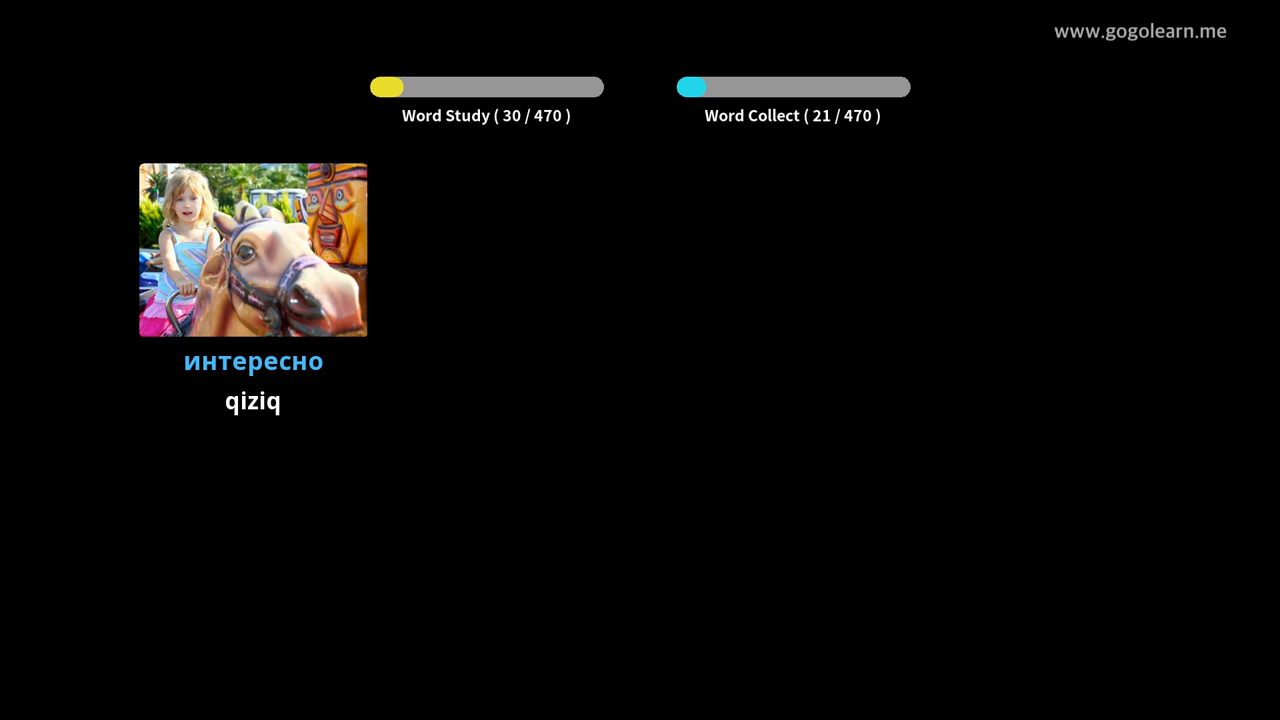 www.gogolearn.me
Word Study ( 30 / 470 )
Word Collect ( 21 / 470 )
интересно
qiziq